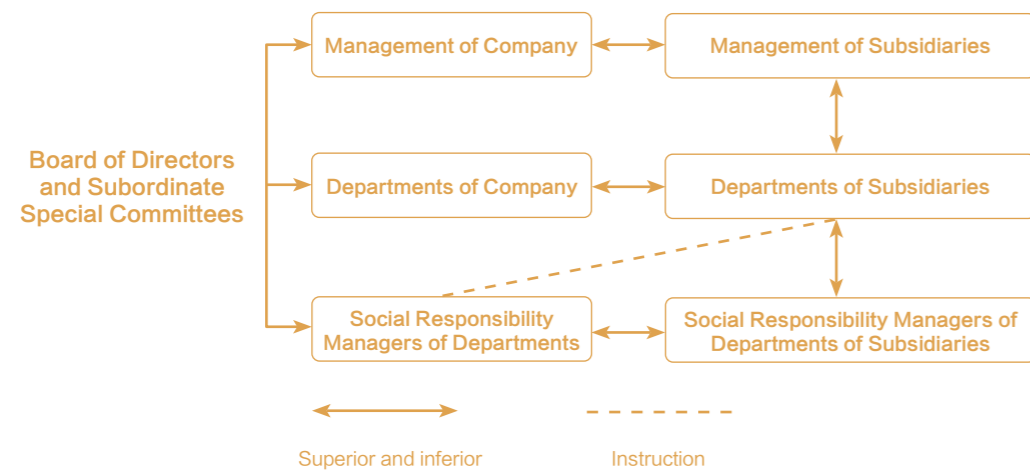 Management of Company
Management of Subsidiaries
Board of Directors
and Subordinate
Special Committees
Departments of Company
Departments of Subsidiaries
Social Responsibility
Managers of Departments
Social Responsibility Managers of
Departments of Subsidiaries
Superior and inferior
Instruction